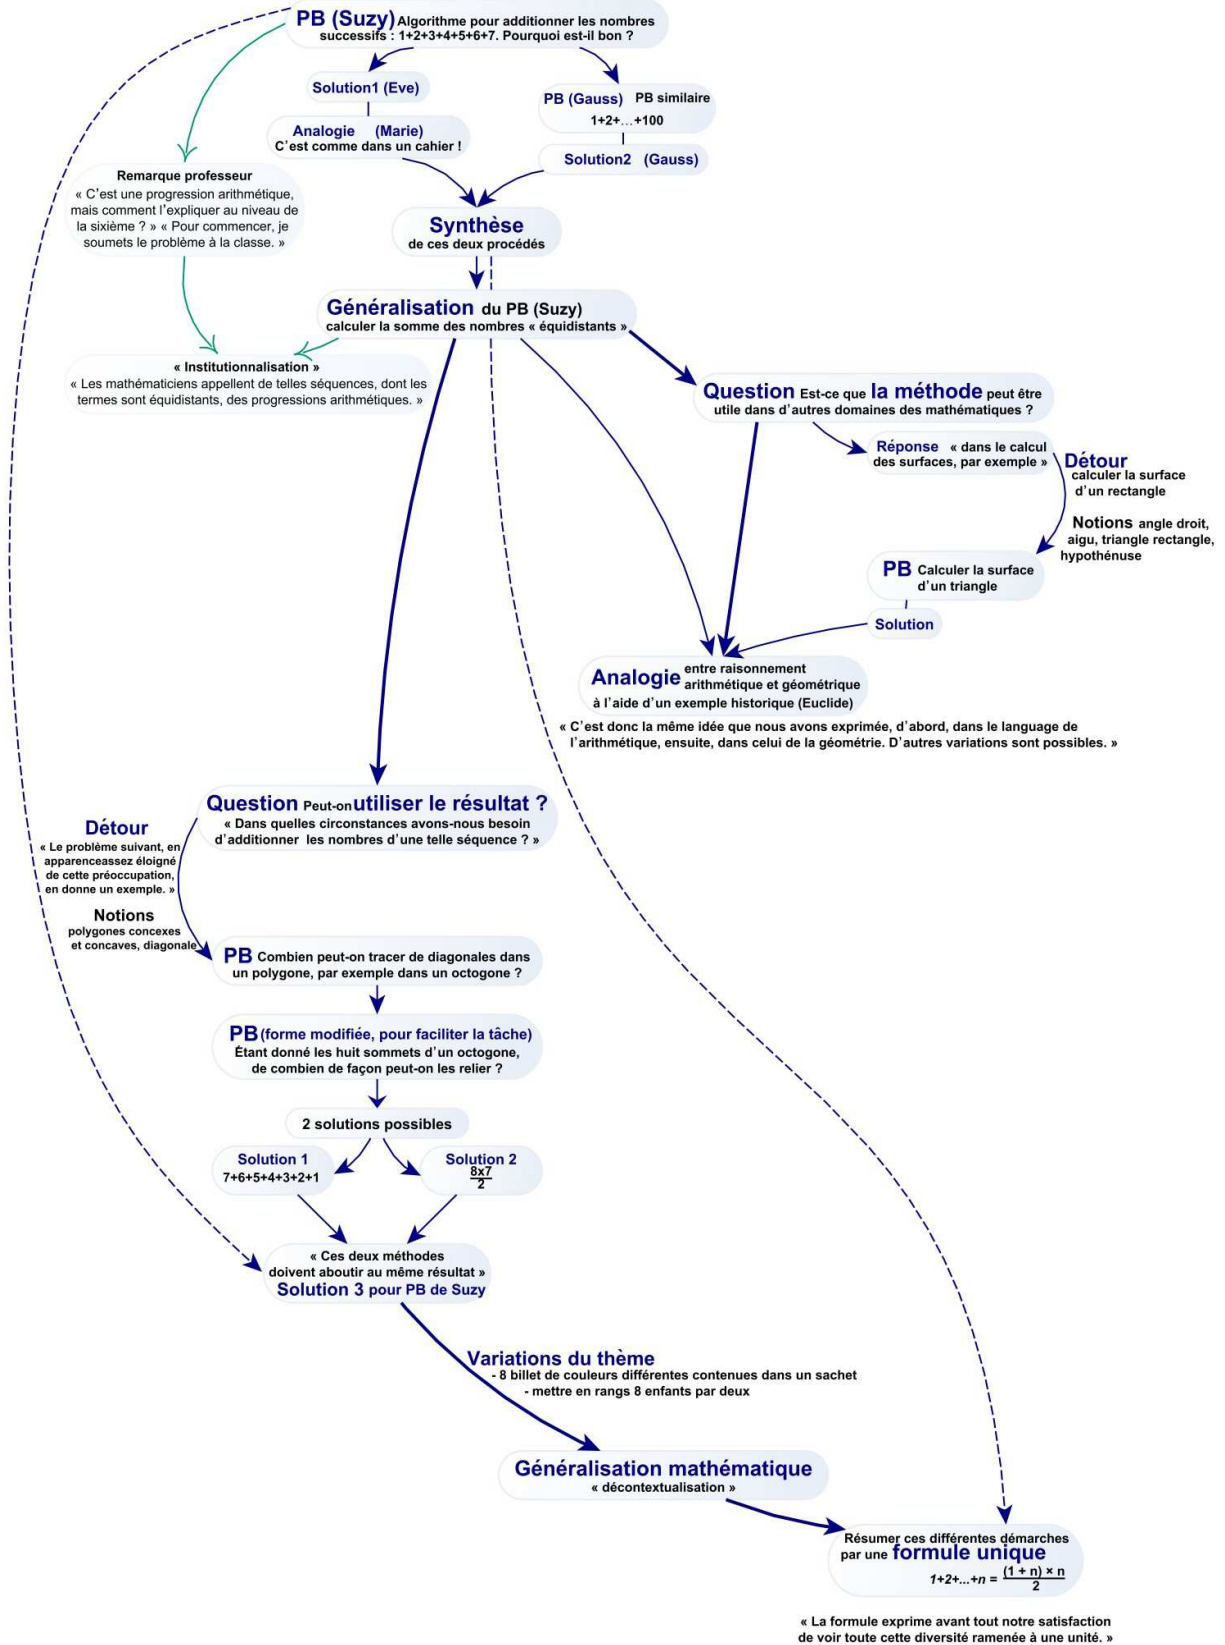 PB (Suzy) Algorithme pour additionner les nombres
successifs : 1+2+3+4+5+6+7. Pourquoi est-il bon ?
Solution1 (Eve)
PB (Gauss) PB similaire
1+2+…+100
Analogie (Marie)
C'est comme dans un cahier !
Solution2 (Gauss)
Remarque professeur
« C'est une progression arithmétique,
mais comment l'expliquer au niveau de
la sixième ? » « Pour commencer, je
soumets le problème à la classe. »
Synthèse
de ces deux procédés
Généralisation du PB (Suzy)
calculer la somme des nombres « équidistants »
« Institutionnalisation »
« Les mathématiciens appellent de telles séquences, dont les
termes sont équidistants, des progressions arithmétiques. »
Question Est-ce que la méthode peut être
utile dans d'autres domaines des mathématiques ?
Réponse « dans le calcul
des surfaces, par exemple »
Détour
calculer la surface
d'un rectangle
Notions angle droit,
aigu, triangle rectangle,
hypothénuse
PB Calculer la surface
d'un triangle
Solution
Analogie entre raisonnement
arithmétique et géométrique
à l'aide d'un exemple historique (Euclide)
« C'est donc la même idée que nous avons exprimée, d'abord, dans le language de
l'arithmétique, ensuite, dans celui de la géométrie. D'autres variations sont possibles. »
Question Peut-on utiliser le résultat ?
« Dans quelles circonstances avons-nous besoin
d'additionner les nombres d'une telle séquence ? »
Détour
« Le problème suivant, en
apparenceassez éloigné
de cette préoccupation,
en donne un exemple. »
Notions
polygones concexes
et concaves, diagonale
PB Combien peut-on tracer de diagonales dans
un polygone, par exemple dans un octogone ?
PB (forme modifiée, pour faciliter la tâche)
Étant donné les huit sommets d'un octogone,
de combien de façon peut-on les relier ?
2 solutions possibles
Solution 1
7+6+5+4+3+2+1
Solution 2
8x7
2
« Ces deux méthodes
doivent aboutir au même résultat »
Solution 3 pour PB de Suzy
Variations du thème
- 8 billet de couleurs différentes contenues dans un sachet
- mettre en rangs 8 enfants par deux
Généralisation mathématique
« décontextualisation »
Résumer ces différentes démarches
par une formule unique
1+2+...+n = (1 + n) × n
2
« La formule exprime avant tout notre satisfaction
de voir toute cette diversité ramenée à une unité. »